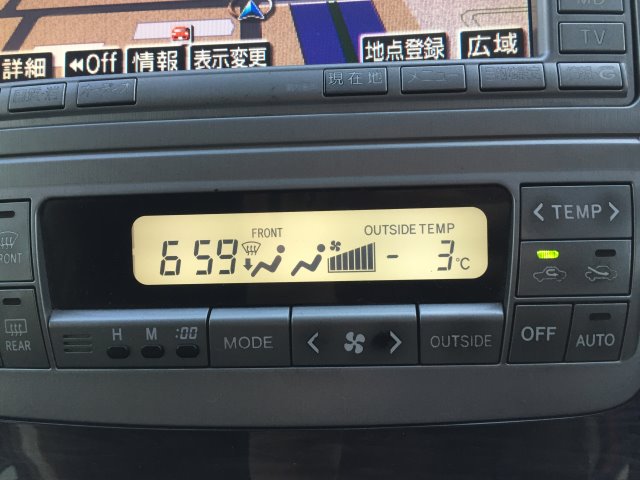 詳細 ◀◀Off 情報 表示変更 地点登録 広域
MD
TV
現在地 メニュー
FRONT OUTSIDE TEMP
6 59 - 3°C
< TEMP >
FRONT
REAR
H M :00
MODE < > OUTSIDE
OFF AUTO